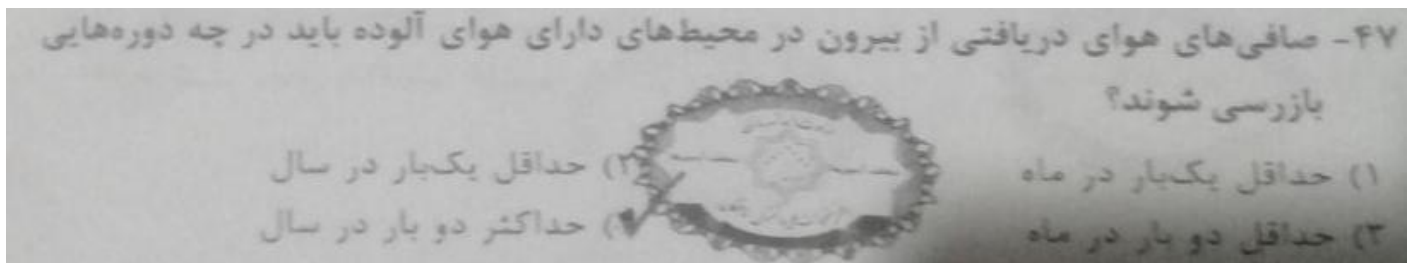 ۴۷- صافی‌های هوای دریافتی از بیرون در محیط‌های دارای هوای آلوده باید در چه دوره‌هایی
بازرسی شوند؟
۱) حداقل یک‌بار در ماه
۲) حداقل یک‌بار در سال
۳) حداقل دو بار در ماه
۴) حداکثر دو بار در سال